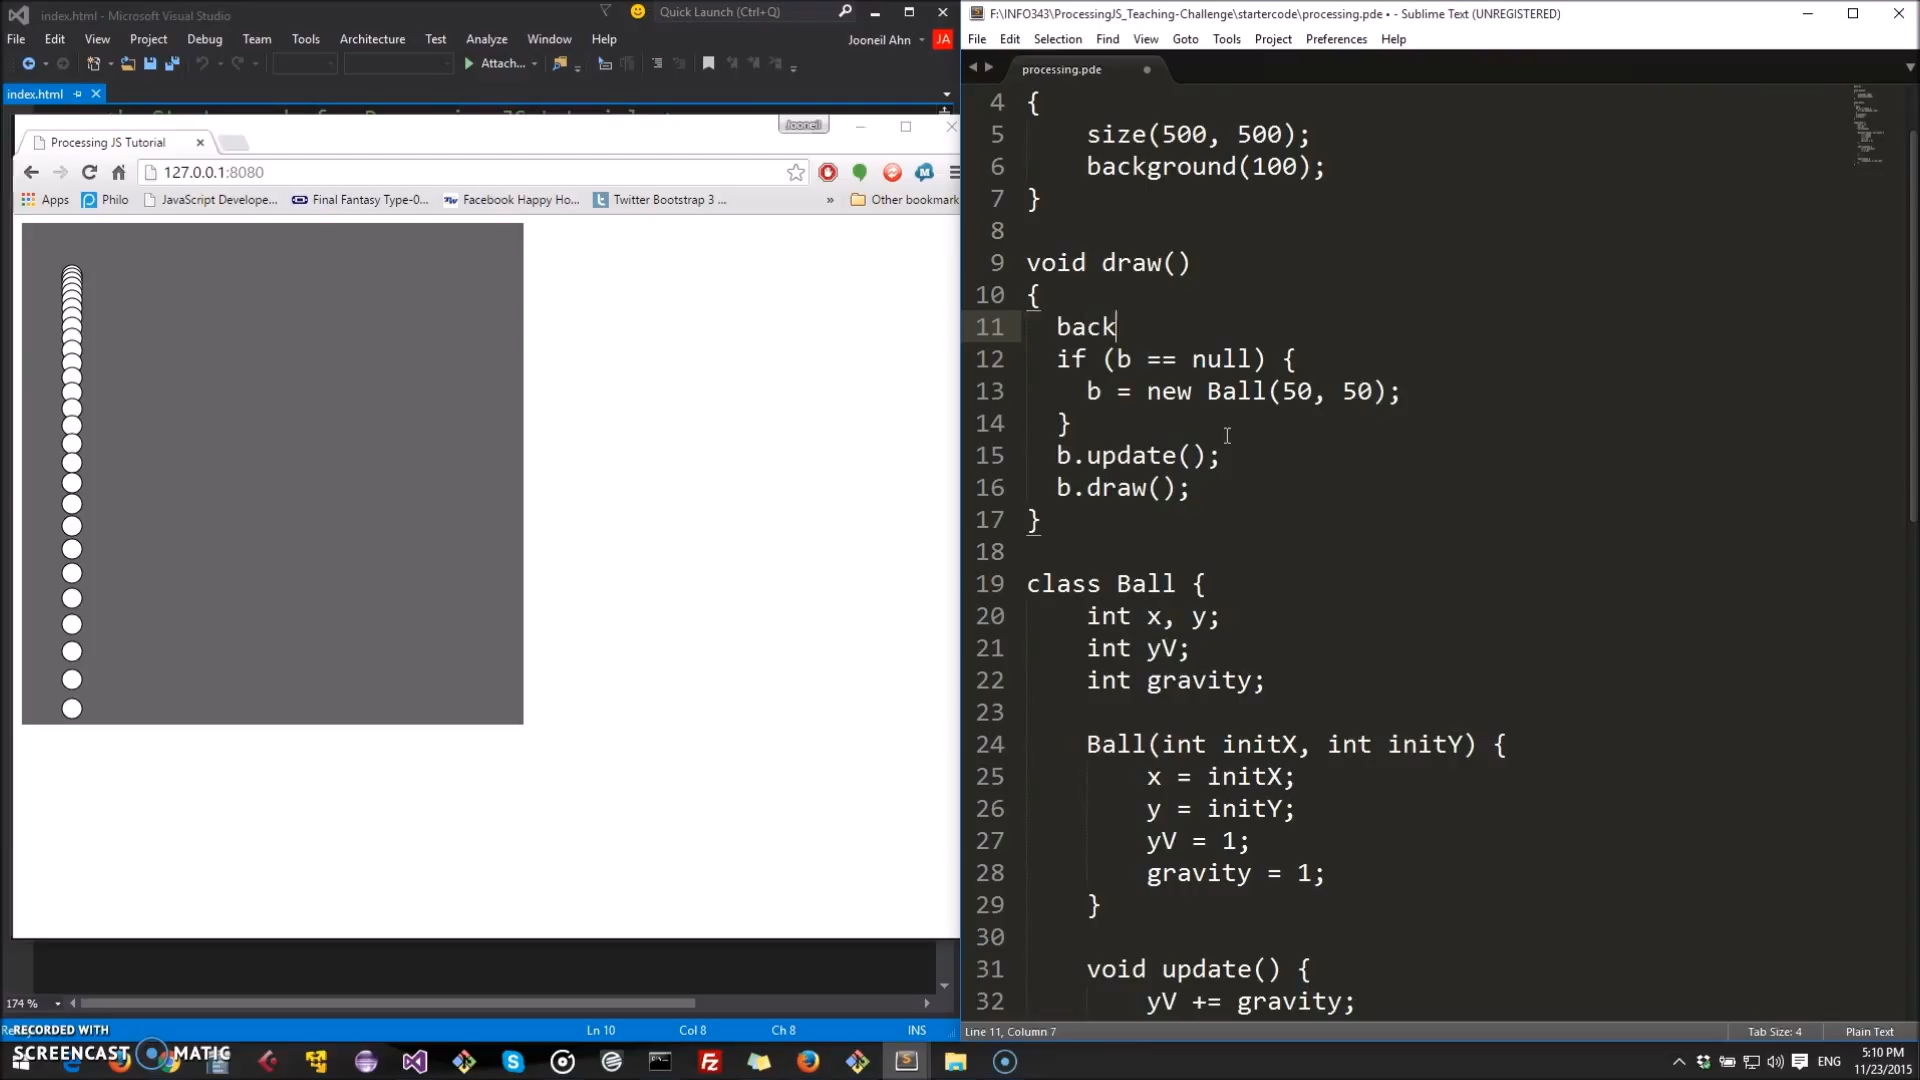 index.html - Microsoft Visual Studio
Quick Launch (Ctrl+Q)
File Edit View Project Debug Team Tools Architecture Test Analyze Window Help
Jooneil Ahn JA
Attach...
index.html
Jooneil
Processing JS Tutorial
127.0.0.1:8080
Apps Philo JavaScript Develope... Final Fantasy Type-0... Facebook Happy Ho... Twitter Bootstrap 3 ... » Other bookmark
174 %
Ln 10 Col 8 Ch 8 INS
RECORDED WITH
SCREENCAST MATIC
F:\INFO343\ProcessingJS_Teaching-Challenge\startercode\processing.pde • - Sublime Text (UNREGISTERED)
File Edit Selection Find View Goto Tools Project Preferences Help
processing.pde
4 {
5 size(500, 500);
6 background(100);
7 }
8
9 void draw()
10 {
11 back
12 if (b == null) {
13 b = new Ball(50, 50);
14 }
15 b.update();
16 b.draw();
17 }
18
19 class Ball {
20 int x, y;
21 int yV;
22 int gravity;
23
24 Ball(int initX, int initY) {
25 x = initX;
26 y = initY;
27 yV = 1;
28 gravity = 1;
29 }
30
31 void update() {
32 yV += gravity;
Line 11, Column 7 Tab Size: 4 Plain Text
ENG
5:10 PM
11/23/2015